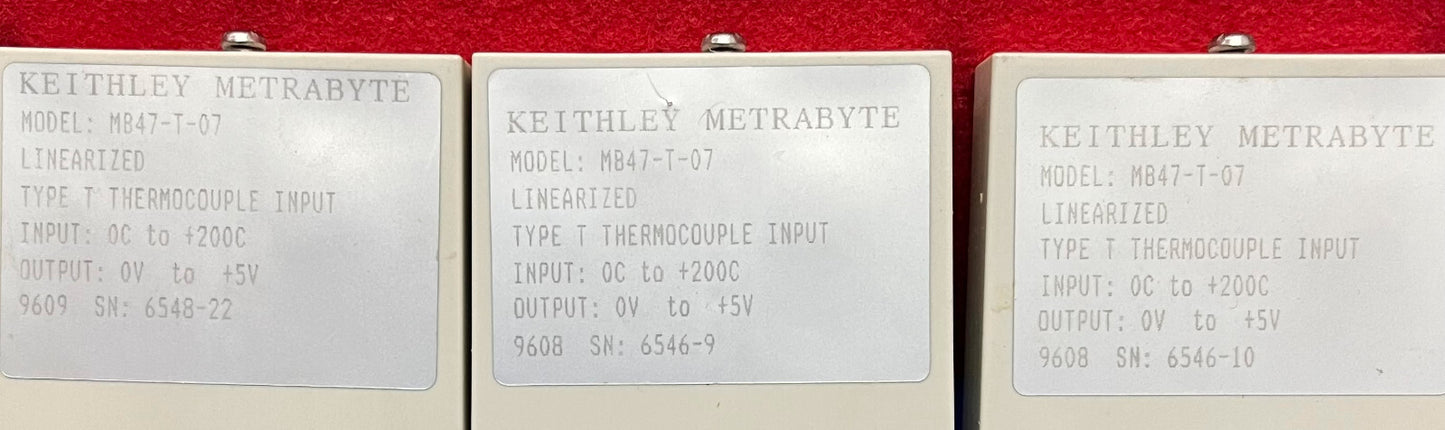 KEITHLEY METRABYTE
MODEL: MB47-T-07
LINEARIZED
TYPE T THERMOCOUPLE INPUT
INPUT: 0C to +200C
OUTPUT: 0V to +5V
9609 SN: 6548-22
KEITHLEY METRABYTE
MODEL: MB47-T-07
LINEARIZED
TYPE T THERMOCOUPLE INPUT
INPUT: 0C to +200C
OUTPUT: 0V to +5V
9608 SN: 6546-9
KEITHLEY METRABYTE
MODEL: MB47-T-07
LINEARIZED
TYPE T THERMOCOUPLE INPUT
INPUT: 0C to +200C
OUTPUT: 0V to +5V
9608 SN: 6546-10